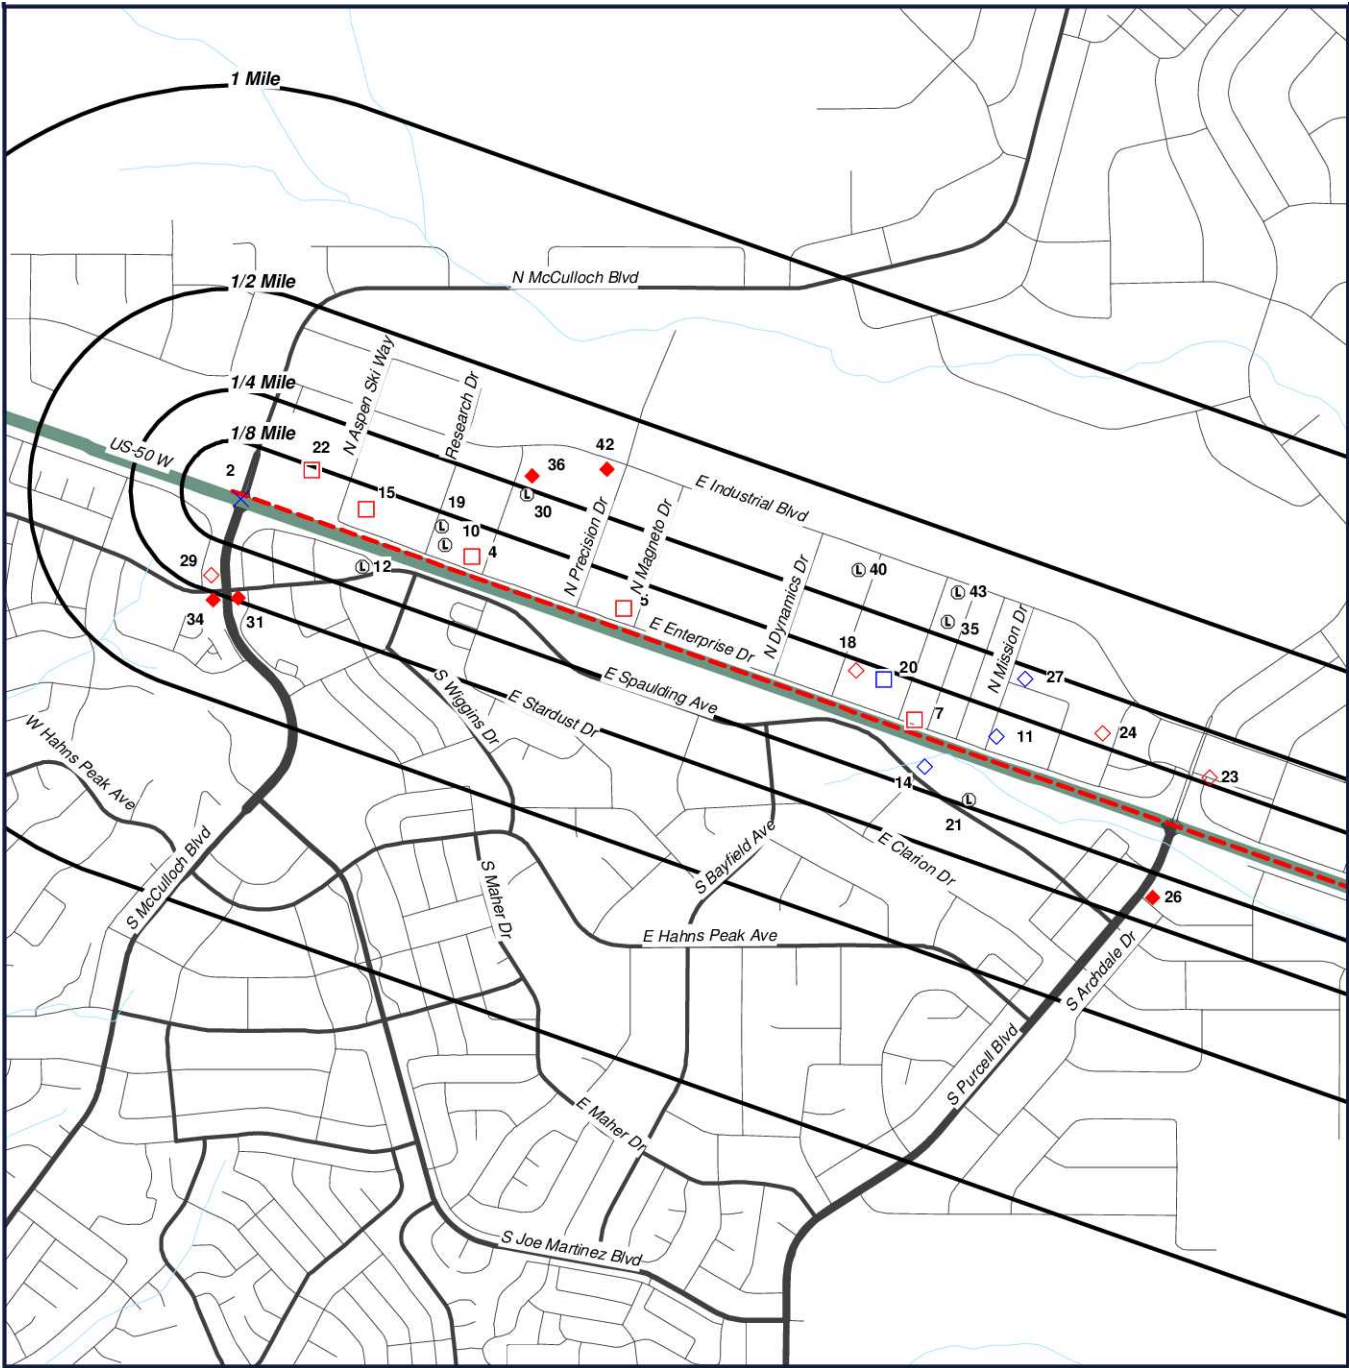 1 Mile
N McCulloch Blvd
1/2 Mile
1/4 Mile
1/8 Mile
US-50 W
N Aspen Ski Way
Research Dr
2
22
15
19
10
4
L
L
L
36
L
30
42
N Precision Dr
N Magneto Dr
E Industrial Blvd
5
E Enterprise Dr
N Dynamics Dr
L 40
L 43
L
35
N Mission Dr
18
20
7
27
11
24
23
14
L
21
12
29
34
31
S Wiggins Dr
E Stardust Dr
E Spaulding Ave
W Hahns Peak Ave
S McCulloch Blvd
S Maher Dr
S Bayfield Ave
E Clarion Dr
26
E Hahns Peak Ave
S Archdale Dr
S Purcell Blvd
E Maher Dr
S Joe Martinez Blvd